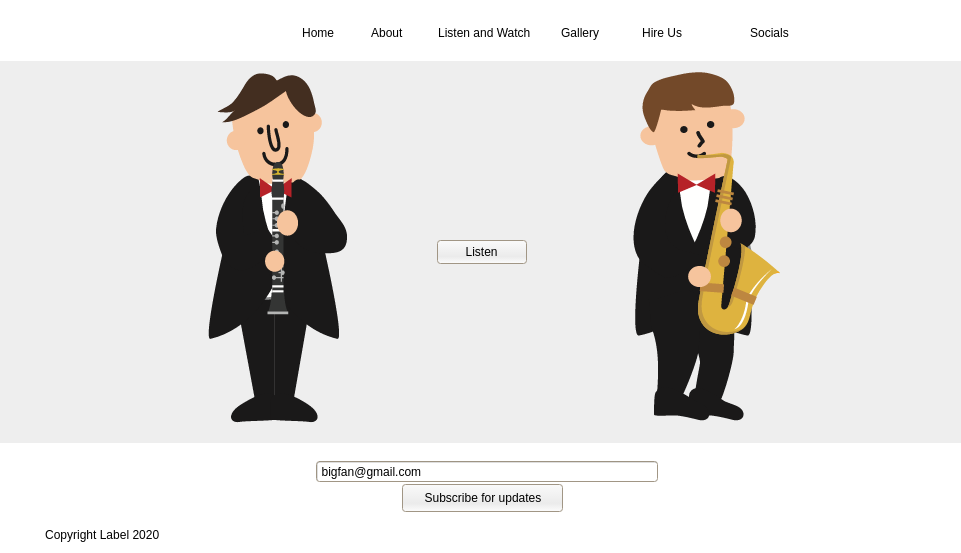 Home About Listen and Watch Gallery Hire Us Socials
Listen
bigfan@gmail.com
Subscribe for updates
Copyright Label 2020